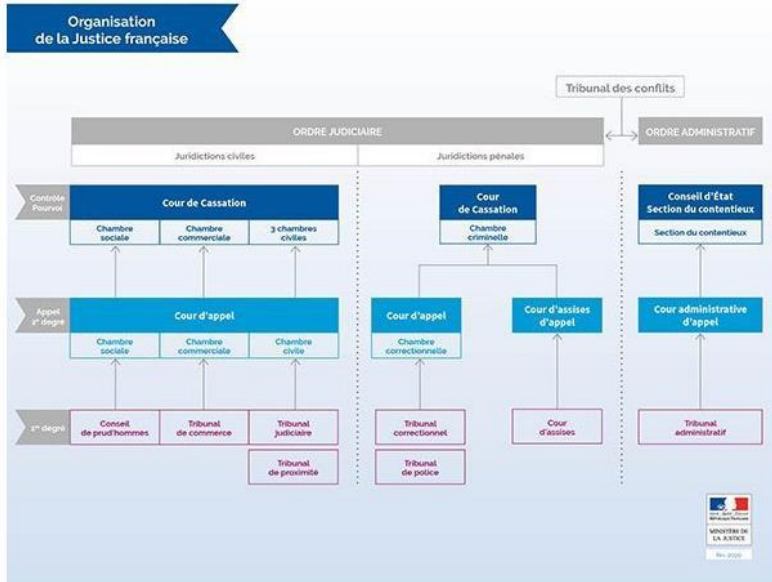 Organisation
de la Justice française
Tribunal des conflits
ORDRE JUDICIAIRE
ORDRE ADMINISTRATIF
Juridictions civiles
Juridictions pénales
Contrôle
Pourvoi
Cour de Cassation
Cour
de Cassation
Conseil d'État
Section du contentieux
Chambre
sociale
Chambre
commerciale
3 chambres
civiles
Chambre
criminelle
Section du contentieux
Appel
2e degré
Cour d'appel
Cour d'appel
Cour d'assises
d'appel
Cour administrative
d'appel
Chambre
sociale
Chambre
commerciale
Chambre
civile
Chambre
correctionnelle
1er degré
Conseil
de prud'hommes
Tribunal
de commerce
Tribunal
judiciaire
Tribunal
correctionnel
Cour
d'assises
Tribunal
administratif
Tribunal
de proximité
Tribunal
de police
MINISTÈRE DE
LA JUSTICE